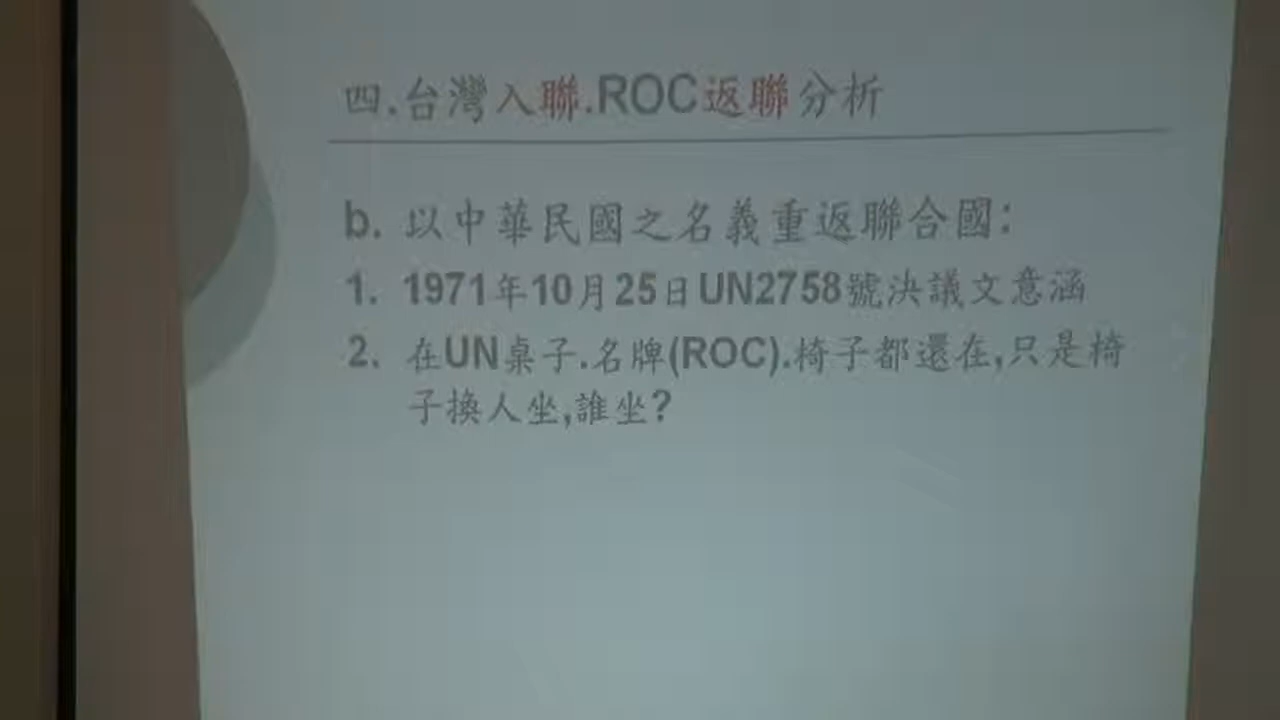 四.台灣入聯.ROC返聯分析
b. 以中華民國之名義重返聯合國:
1. 1971年10月25日UN2758號決議文意涵
2. 在UN桌子.名牌(ROC).椅子都還在,只是椅
子換人坐,誰坐?